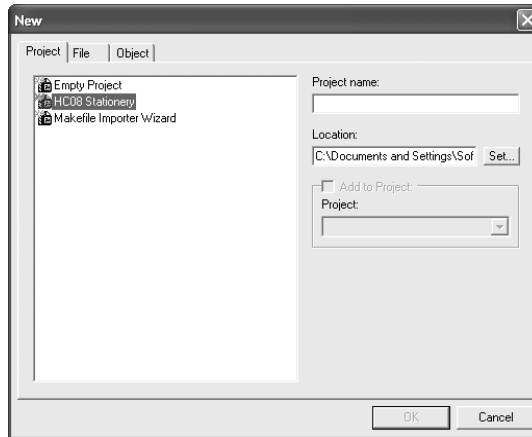 New
Project File Object
Empty Project
HC08 Stationery
Makefile Importer Wizard
Project name:
Location:
C:\Documents and Settings\Sof Set...
Add to Project:
Project:
OK Cancel